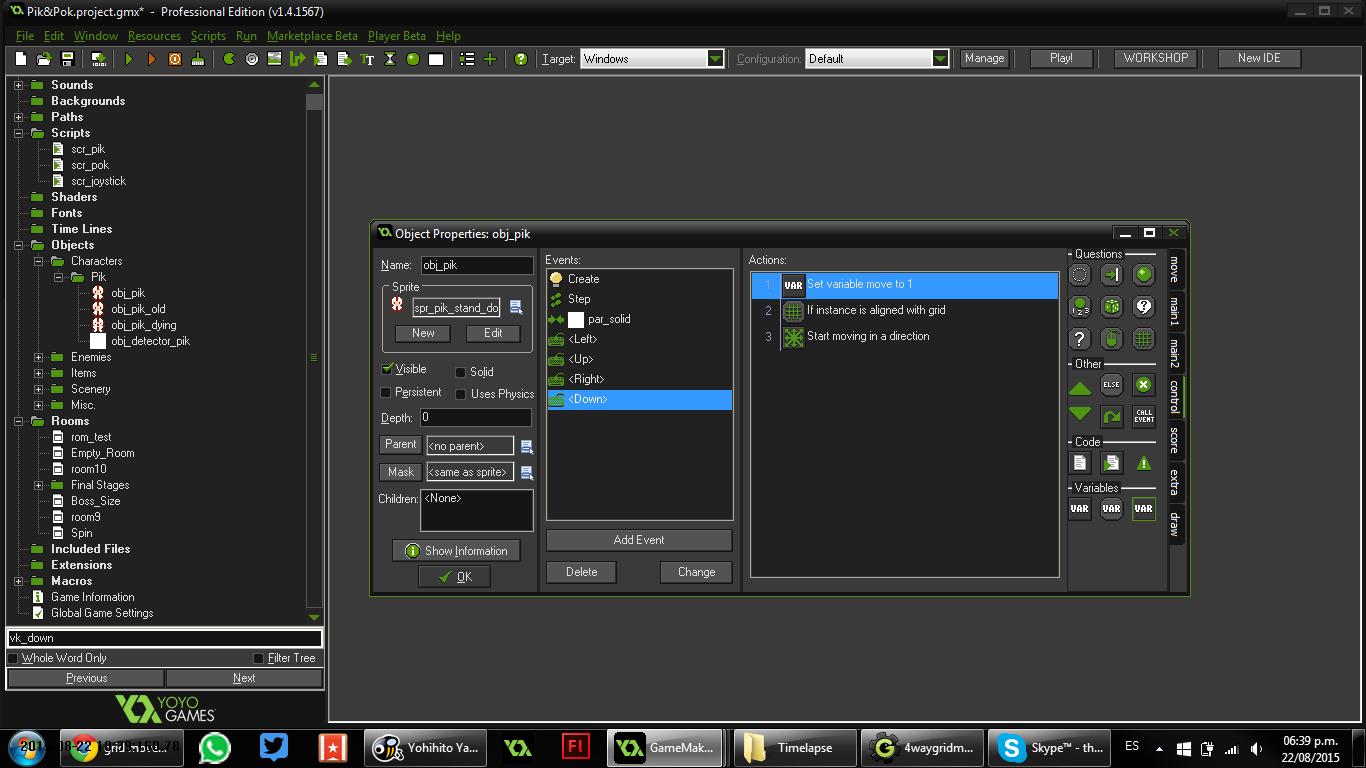 Pik&Pok.project.gmx* - Professional Edition (v1.4.1567)
File Edit Window Resources Scripts Run Marketplace Beta Player Beta Help
Target: Windows Configuration: Default Manage Play! WORKSHOP New IDE
Sounds
Backgrounds
Paths
Scripts
scr_pik
scr_pok
scr_joystick
Shaders
Fonts
Time Lines
Objects
Characters
Pik
obj_pik
obj_pik_old
obj_pik_dying
obj_detector_pik
Enemies
Items
Scenery
Misc.
Rooms
rom_test
Empty_Room
room10
Final Stages
Boss_Size
room9
Spin
Included Files
Extensions
Macros
Game Information
Global Game Settings
vk_down
Whole Word Only Filter Tree
Previous Next
YOYO
GAMES
Object Properties: obj_pik
Name: obj_pik
Sprite
spr_pik_stand_do
New Edit
Visible Solid
Persistent Uses Physics
Depth: 0
Parent <no parent>
Mask <same as sprite>
Children: <None>
Show Information
OK
Events:
Create
Step
par_solid
<Left>
<Up>
<Right>
<Down>
Add Event
Delete Change
Actions:
1 VAR Set variable move to 1
2 If instance is aligned with grid
3 Start moving in a direction
Questions
Other
ELSE
CALL EVENT
Code
Variables
VAR VAR VAR
move
main1
main2
control
score
extra
draw
Yohihito Ya...
Fl
GameMak...
Timelapse
4waygridm...
Skype™ - th...
ES
06:39 p.m.
22/08/2015